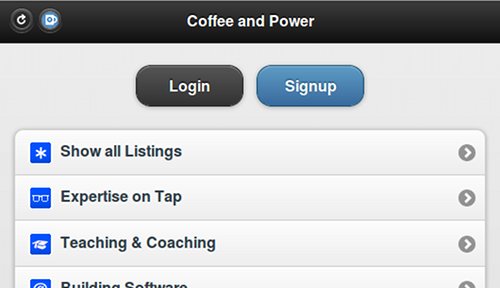 Coffee and Power
Login
Signup
Show all Listings
Expertise on Tap
Teaching & Coaching
Building Software